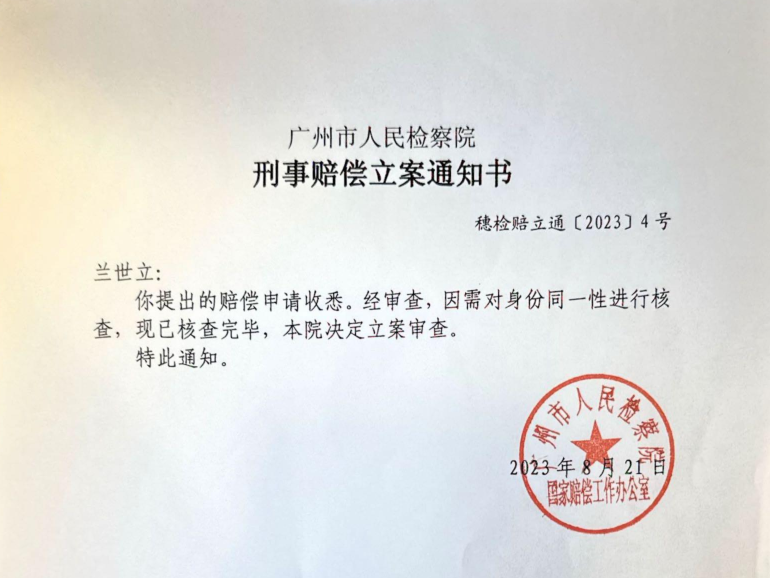 广州市人民检察院
刑事赔偿立案通知书
穗检赔立通〔2023〕4号
兰世立：
你提出的赔偿申请收悉。经审查，因需对身份同一性进行核
查，现已核查完毕，本院决定立案审查。
特此通知。
广州市人民检察院
2023年8月21日
国家赔偿工作办公室